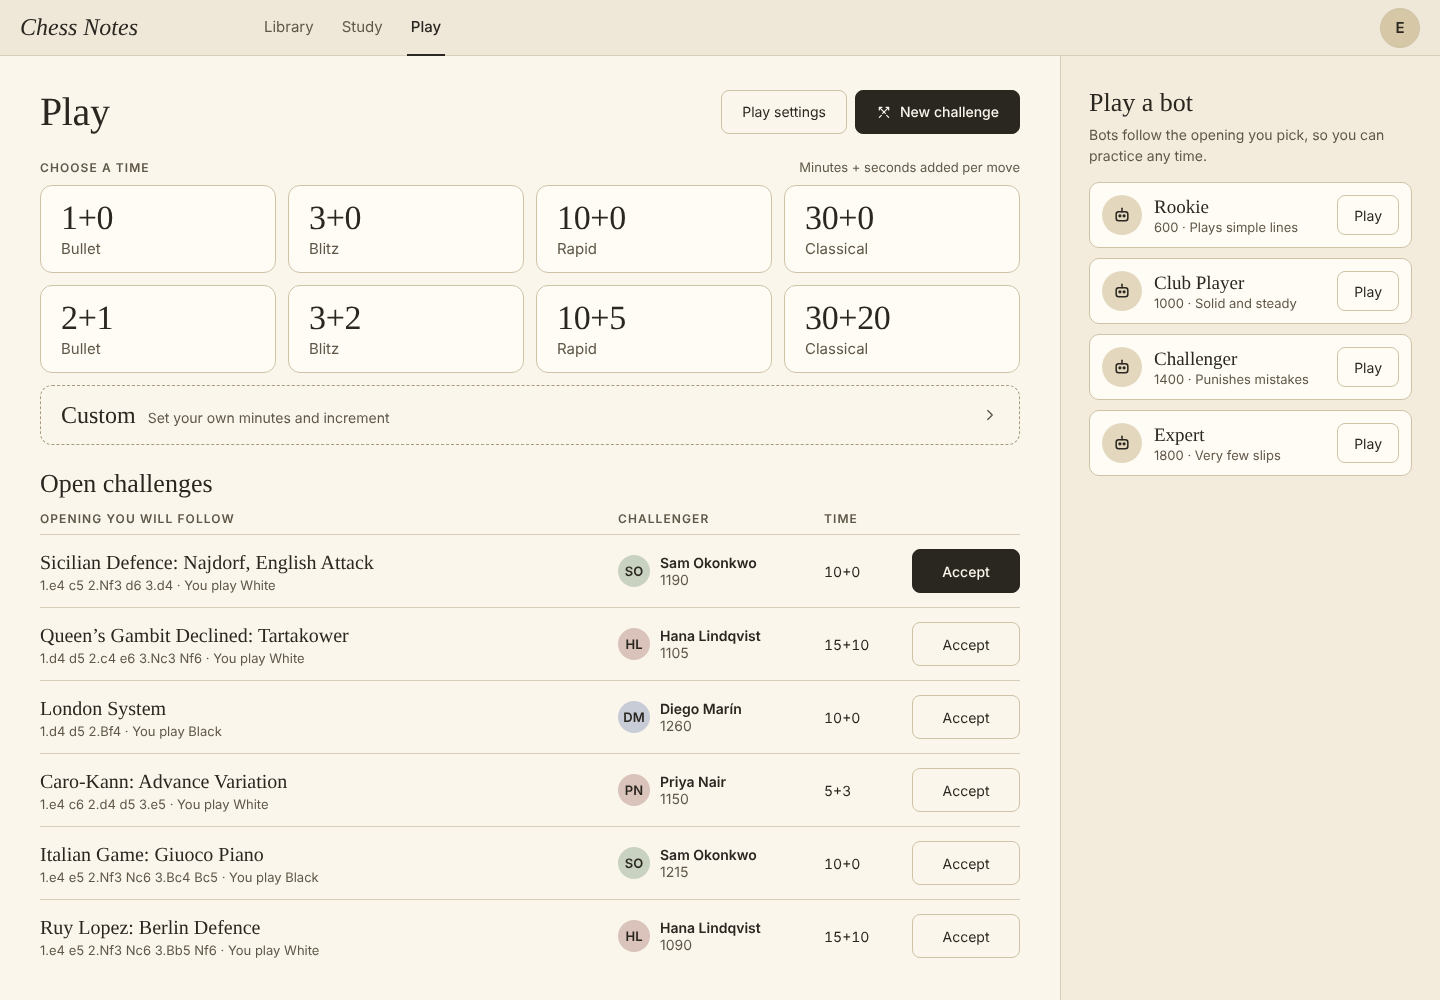 Chess Notes
Library
Study
Play
E
Play
Play settings
New challenge
CHOOSE A TIME
Minutes + seconds added per move
1+0
Bullet
3+0
Blitz
10+0
Rapid
30+0
Classical
2+1
Bullet
3+2
Blitz
10+5
Rapid
30+20
Classical
Custom Set your own minutes and increment
Open challenges
OPENING YOU WILL FOLLOW
CHALLENGER
TIME
Sicilian Defence: Najdorf, English Attack
1.e4 c5 2.Nf3 d6 3.d4 · You play White
SO
Sam Okonkwo
1190
10+0
Accept
Queen’s Gambit Declined: Tartakower
1.d4 d5 2.c4 e6 3.Nc3 Nf6 · You play White
HL
Hana Lindqvist
1105
15+10
Accept
London System
1.d4 d5 2.Bf4 · You play Black
DM
Diego Marín
1260
10+0
Accept
Caro-Kann: Advance Variation
1.e4 c6 2.d4 d5 3.e5 · You play White
PN
Priya Nair
1150
5+3
Accept
Italian Game: Giuoco Piano
1.e4 e5 2.Nf3 Nc6 3.Bc4 Bc5 · You play Black
SO
Sam Okonkwo
1215
10+0
Accept
Ruy Lopez: Berlin Defence
1.e4 e5 2.Nf3 Nc6 3.Bb5 Nf6 · You play White
HL
Hana Lindqvist
1090
15+10
Accept
Play a bot
Bots follow the opening you pick, so you can
practice any time.
Rookie
600 · Plays simple lines
Play
Club Player
1000 · Solid and steady
Play
Challenger
1400 · Punishes mistakes
Play
Expert
1800 · Very few slips
Play